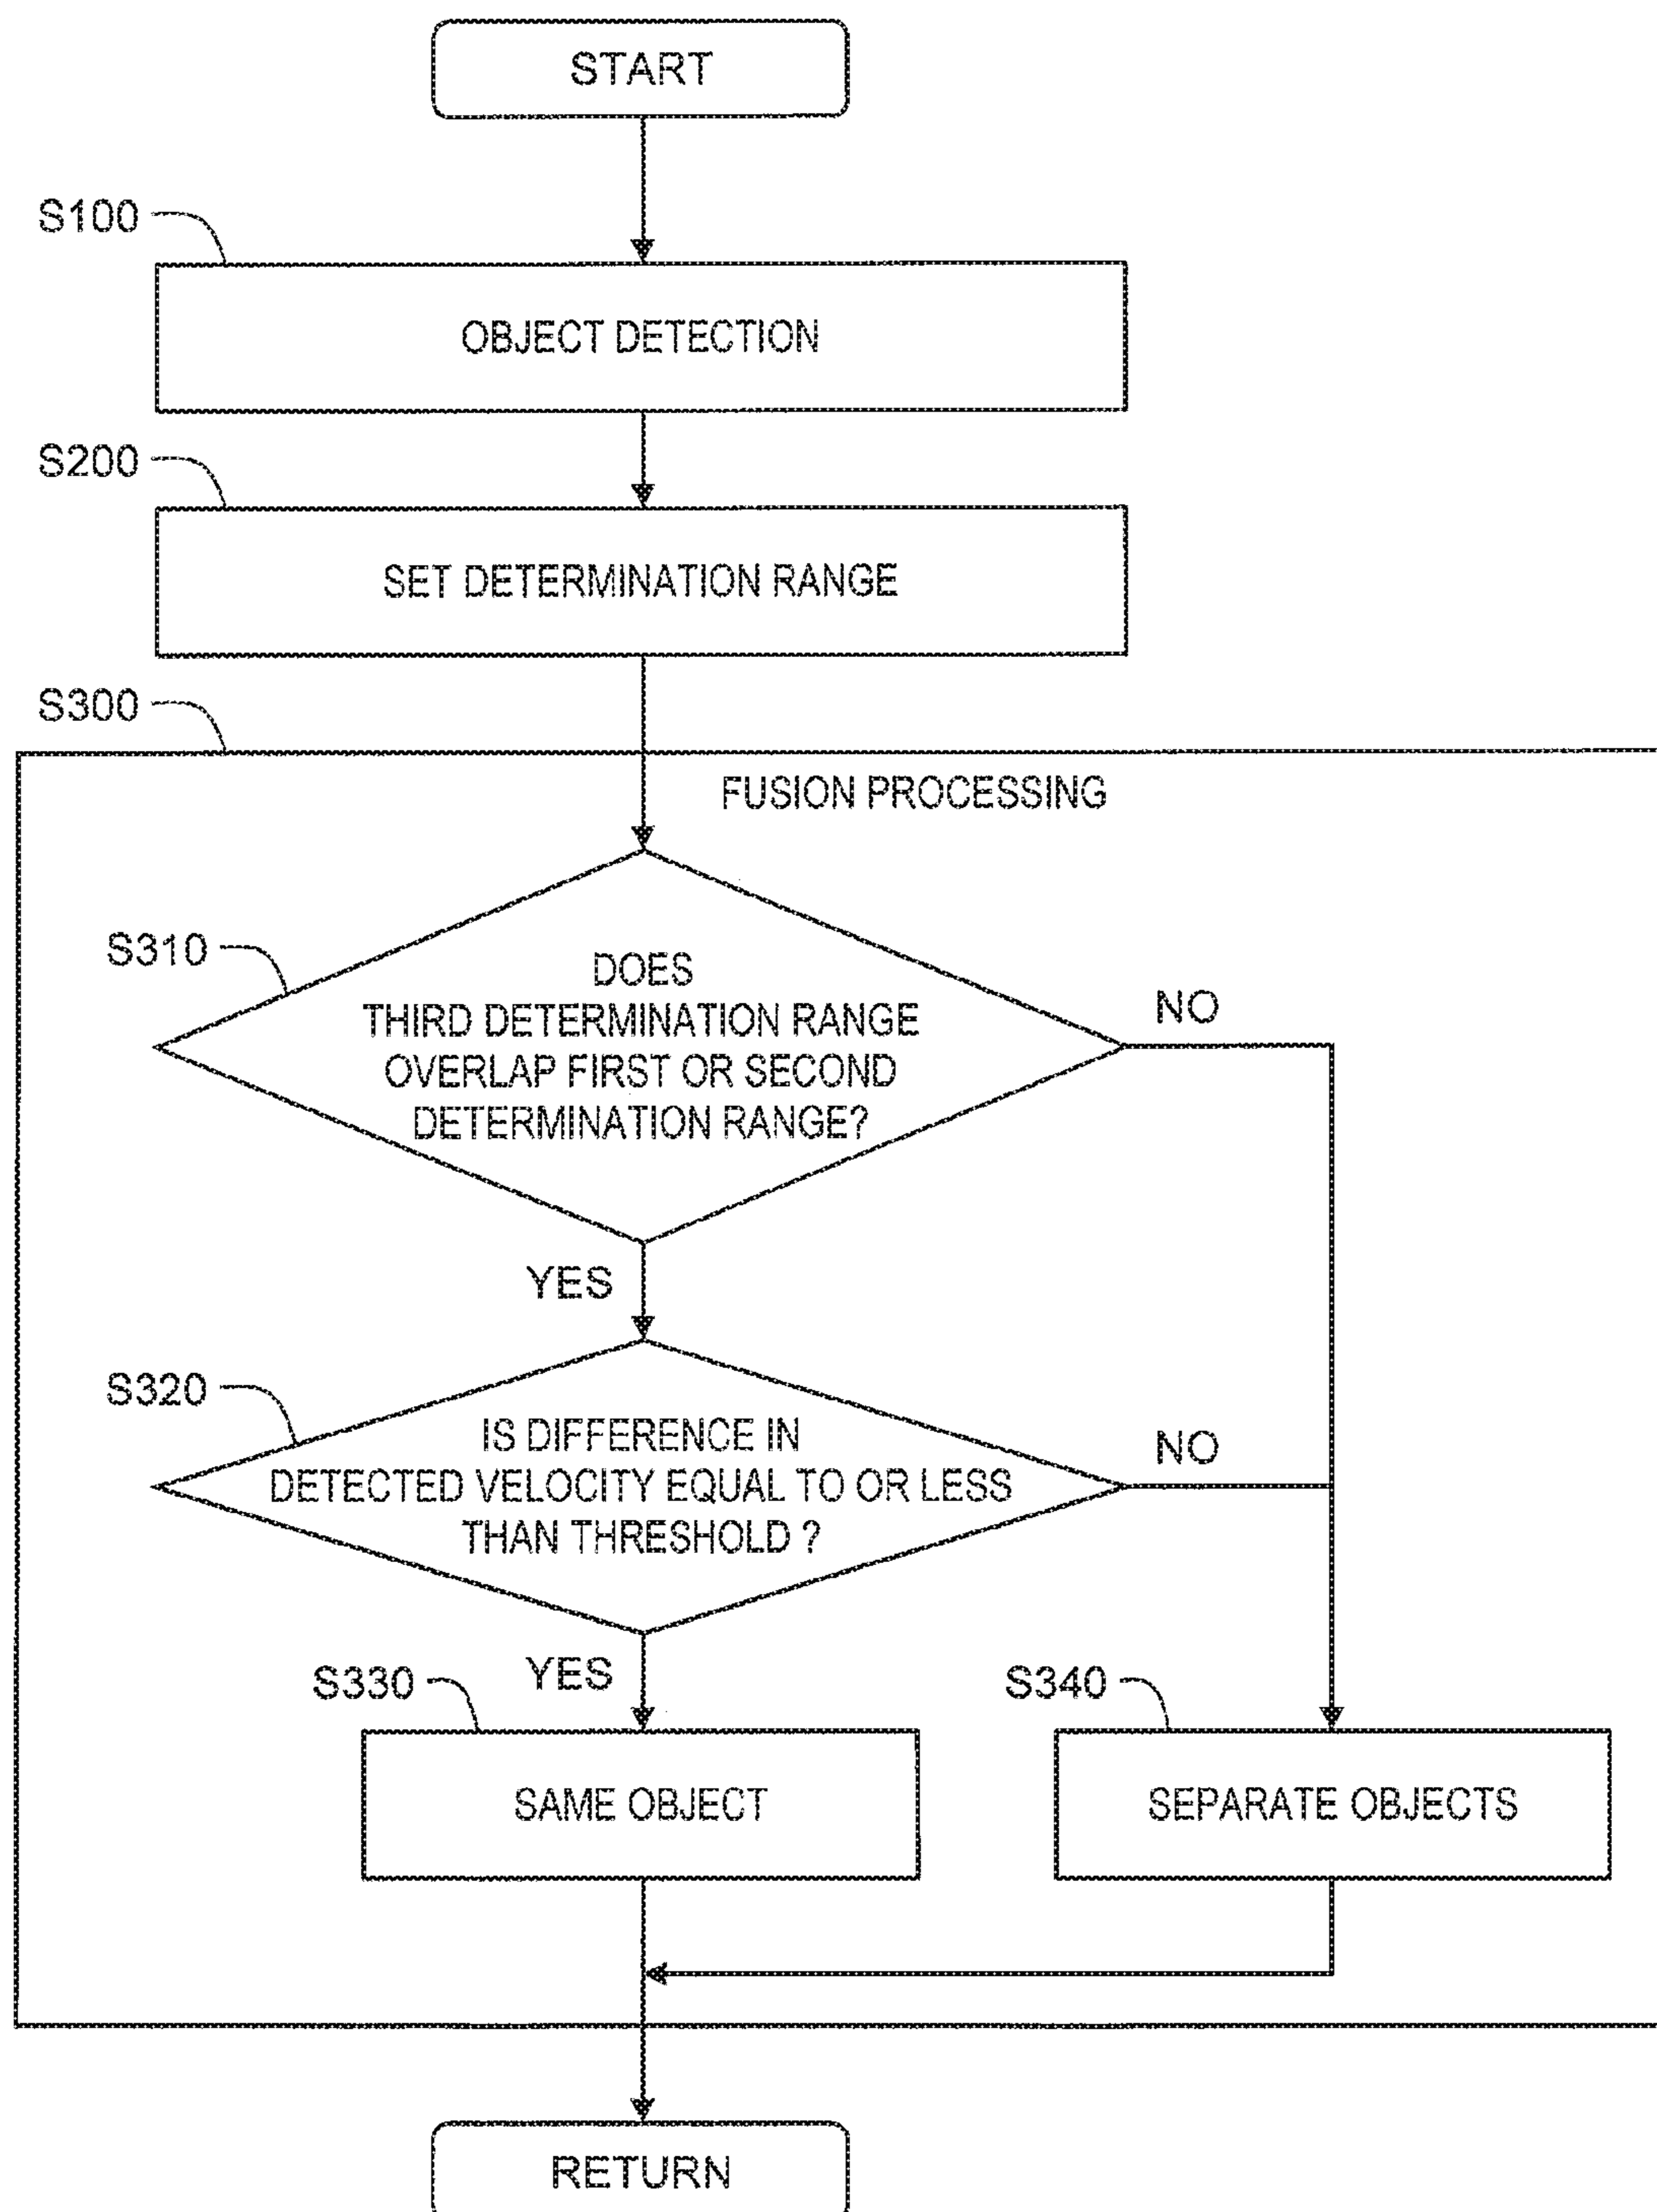 START
S100
OBJECT DETECTION
S200
SET DETERMINATION RANGE
S300
FUSION PROCESSING
S310
DOES
THIRD DETERMINATION RANGE
OVERLAP FIRST OR SECOND
DETERMINATION RANGE?
NO
YES
S320
IS DIFFERENCE IN
DETECTED VELOCITY EQUAL TO OR LESS
THAN THRESHOLD ?
NO
YES
S330
SAME OBJECT
S340
SEPARATE OBJECTS
RETURN